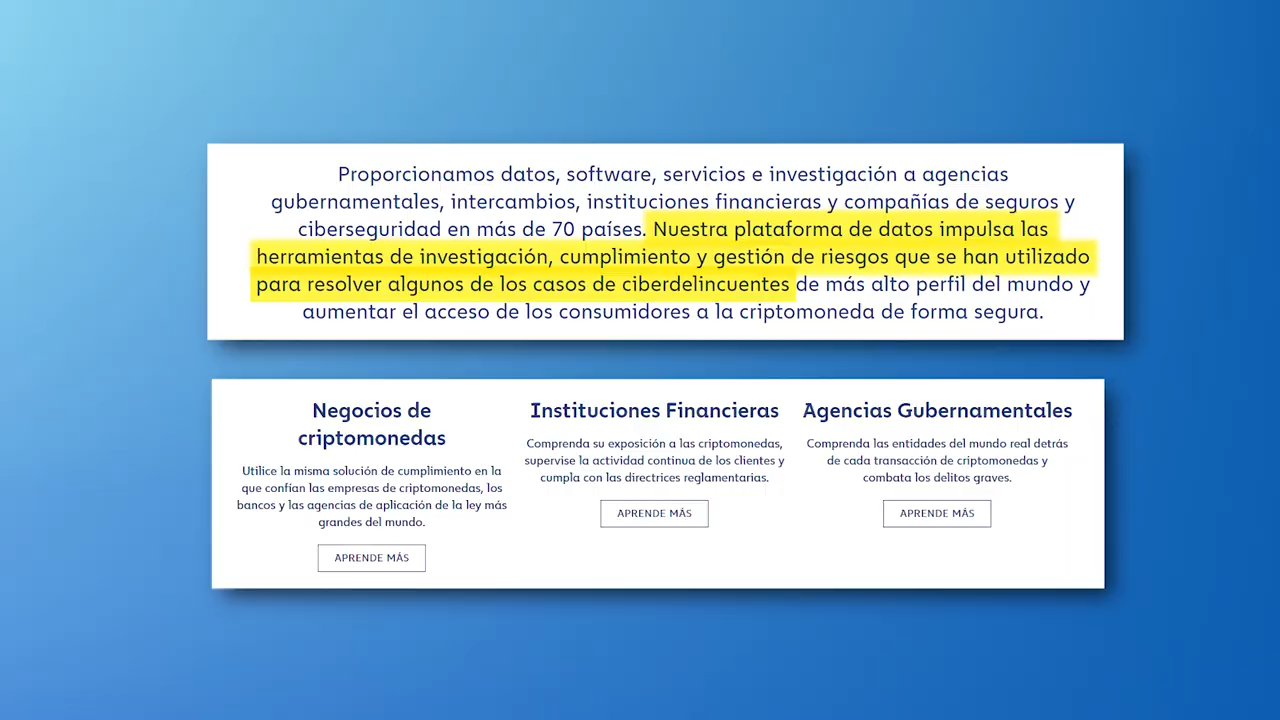 Proporcionamos datos, software, servicios e investigación a agencias
gubernamentales, intercambios, instituciones financieras y compañías de seguros y
ciberseguridad en más de 70 países. Nuestra plataforma de datos impulsa las
herramientas de investigación, cumplimiento y gestión de riesgos que se han utilizado
para resolver algunos de los casos de ciberdelincuentes de más alto perfil del mundo y
aumentar el acceso de los consumidores a la criptomoneda de forma segura.
Negocios de
criptomonedas
Utilice la misma solución de cumplimiento en la
que confían las empresas de criptomonedas, los
bancos y las agencias de aplicación de la ley más
grandes del mundo.
APRENDE MÁS
Instituciones Financieras
Comprenda su exposición a las criptomonedas,
supervise la actividad continua de los clientes y
cumpla con las directrices reglamentarias.
APRENDE MÁS
Agencias Gubernamentales
Comprenda las entidades del mundo real detrás
de cada transacción de criptomonedas y
combata los delitos graves.
APRENDE MÁS